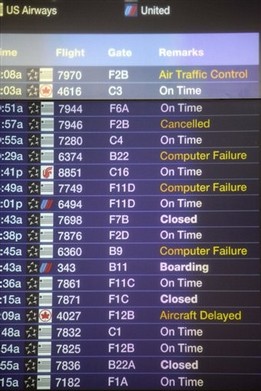 US Airways United
ime Flight Gate Remarks
:08a 7970 F2B Air Traffic Control
:03a 4616 C3 On Time
:51a 7944 F6A On Time
:57a 7946 F2B Cancelled
:55a 7280 C4 On Time
:29a 6374 B22 Computer Failure
:41p 8851 C16 On Time
:49a 7749 F11D Computer Failure
:01p 6494 F11D On Time
:43a 7698 F7B Closed
:38p 7876 F2D On Time
:45a 6360 B9 Computer Failure
:43a 343 B11 Boarding
:36a 7861 F11C On Time
:15a 7871 F1C Closed
:09a 4027 F12B Aircraft Delayed
:48a 7832 C1 On Time
:54a 7825 F12B On Time
:55a 7836 B22A Closed
:15a 7182 F1A On Time